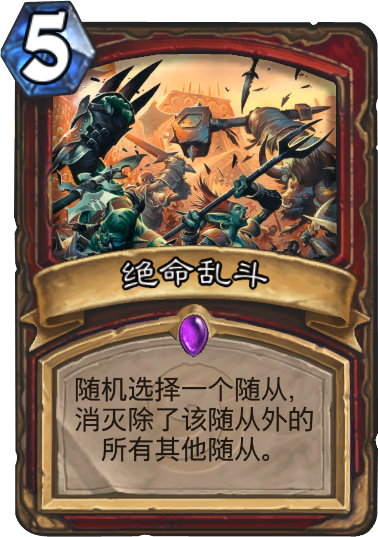 5
绝命乱斗
随机选择一个随从，
消灭除了该随从外的
所有其他随从。